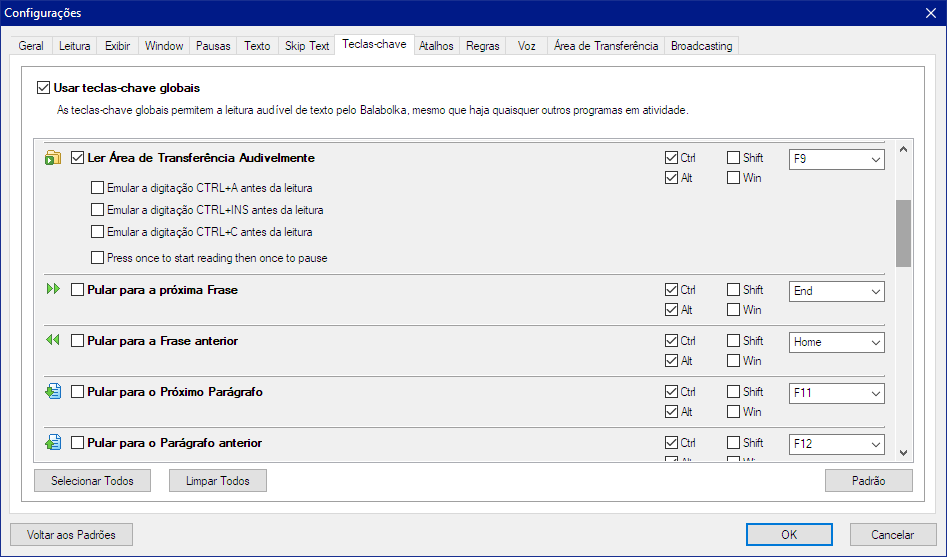 Configurações
Geral Leitura Exibir Window Pausas Texto Skip Text Teclas-chave Atalhos Regras Voz Área de Transferência Broadcasting
Usar teclas-chave globais
As teclas-chave globais permitem a leitura audível de texto pelo Balabolka, mesmo que haja quaisquer outros programas em atividade.
Ler Área de Transferência Audivelmente Ctrl Shift F9
Alt Win
Emular a digitação CTRL+A antes da leitura
Emular a digitação CTRL+INS antes da leitura
Emular a digitação CTRL+C antes da leitura
Press once to start reading then once to pause
Pular para a próxima Frase Ctrl Shift End
Alt Win
Pular para a Frase anterior Ctrl Shift Home
Alt Win
Pular para o Próximo Parágrafo Ctrl Shift F11
Alt Win
Pular para o Parágrafo anterior Ctrl Shift F12
Selecionar Todos Limpar Todos Padrão
Voltar aos Padrões OK Cancelar